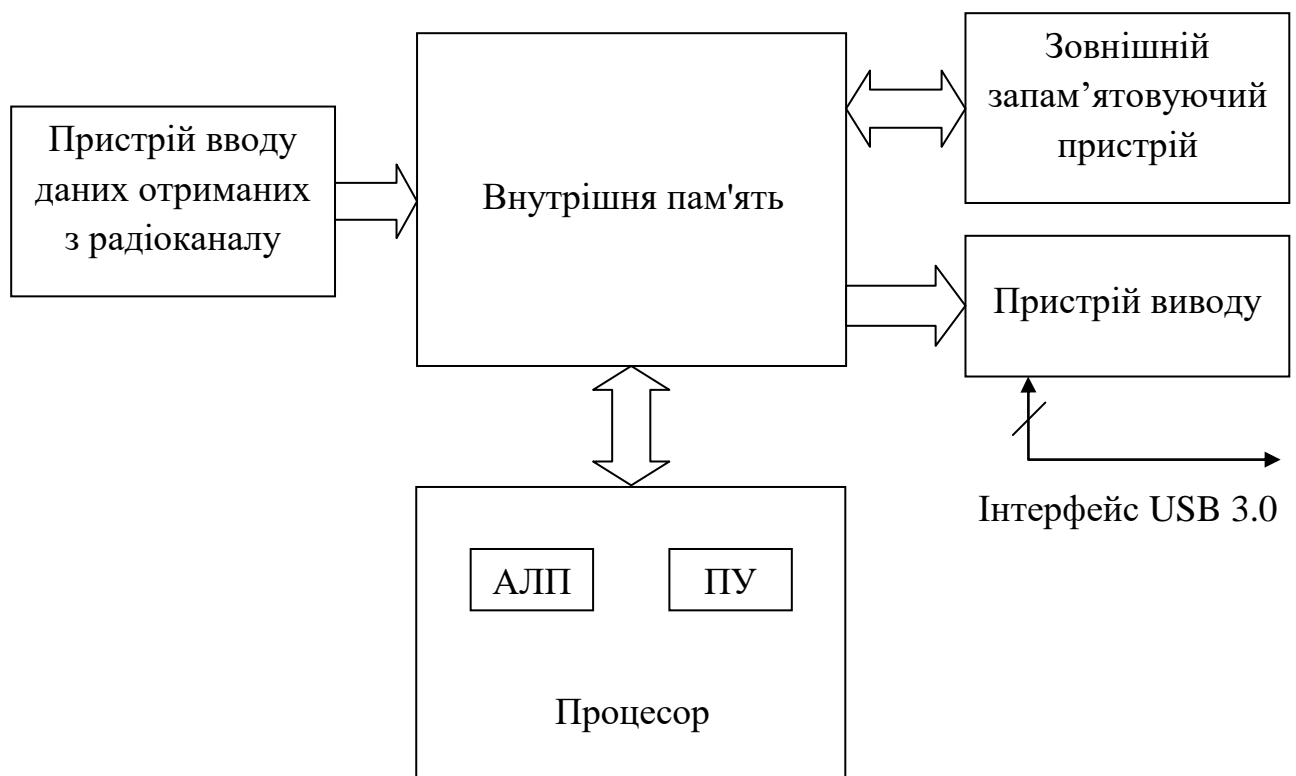 Пристрій вводу
даних отриманих
з радіоканалу
Внутрішня пам'ять
Зовнішній
запам’ятовуючий
пристрій
Пристрій виводу
Інтерфейс USB 3.0
АЛП
ПУ
Процесор